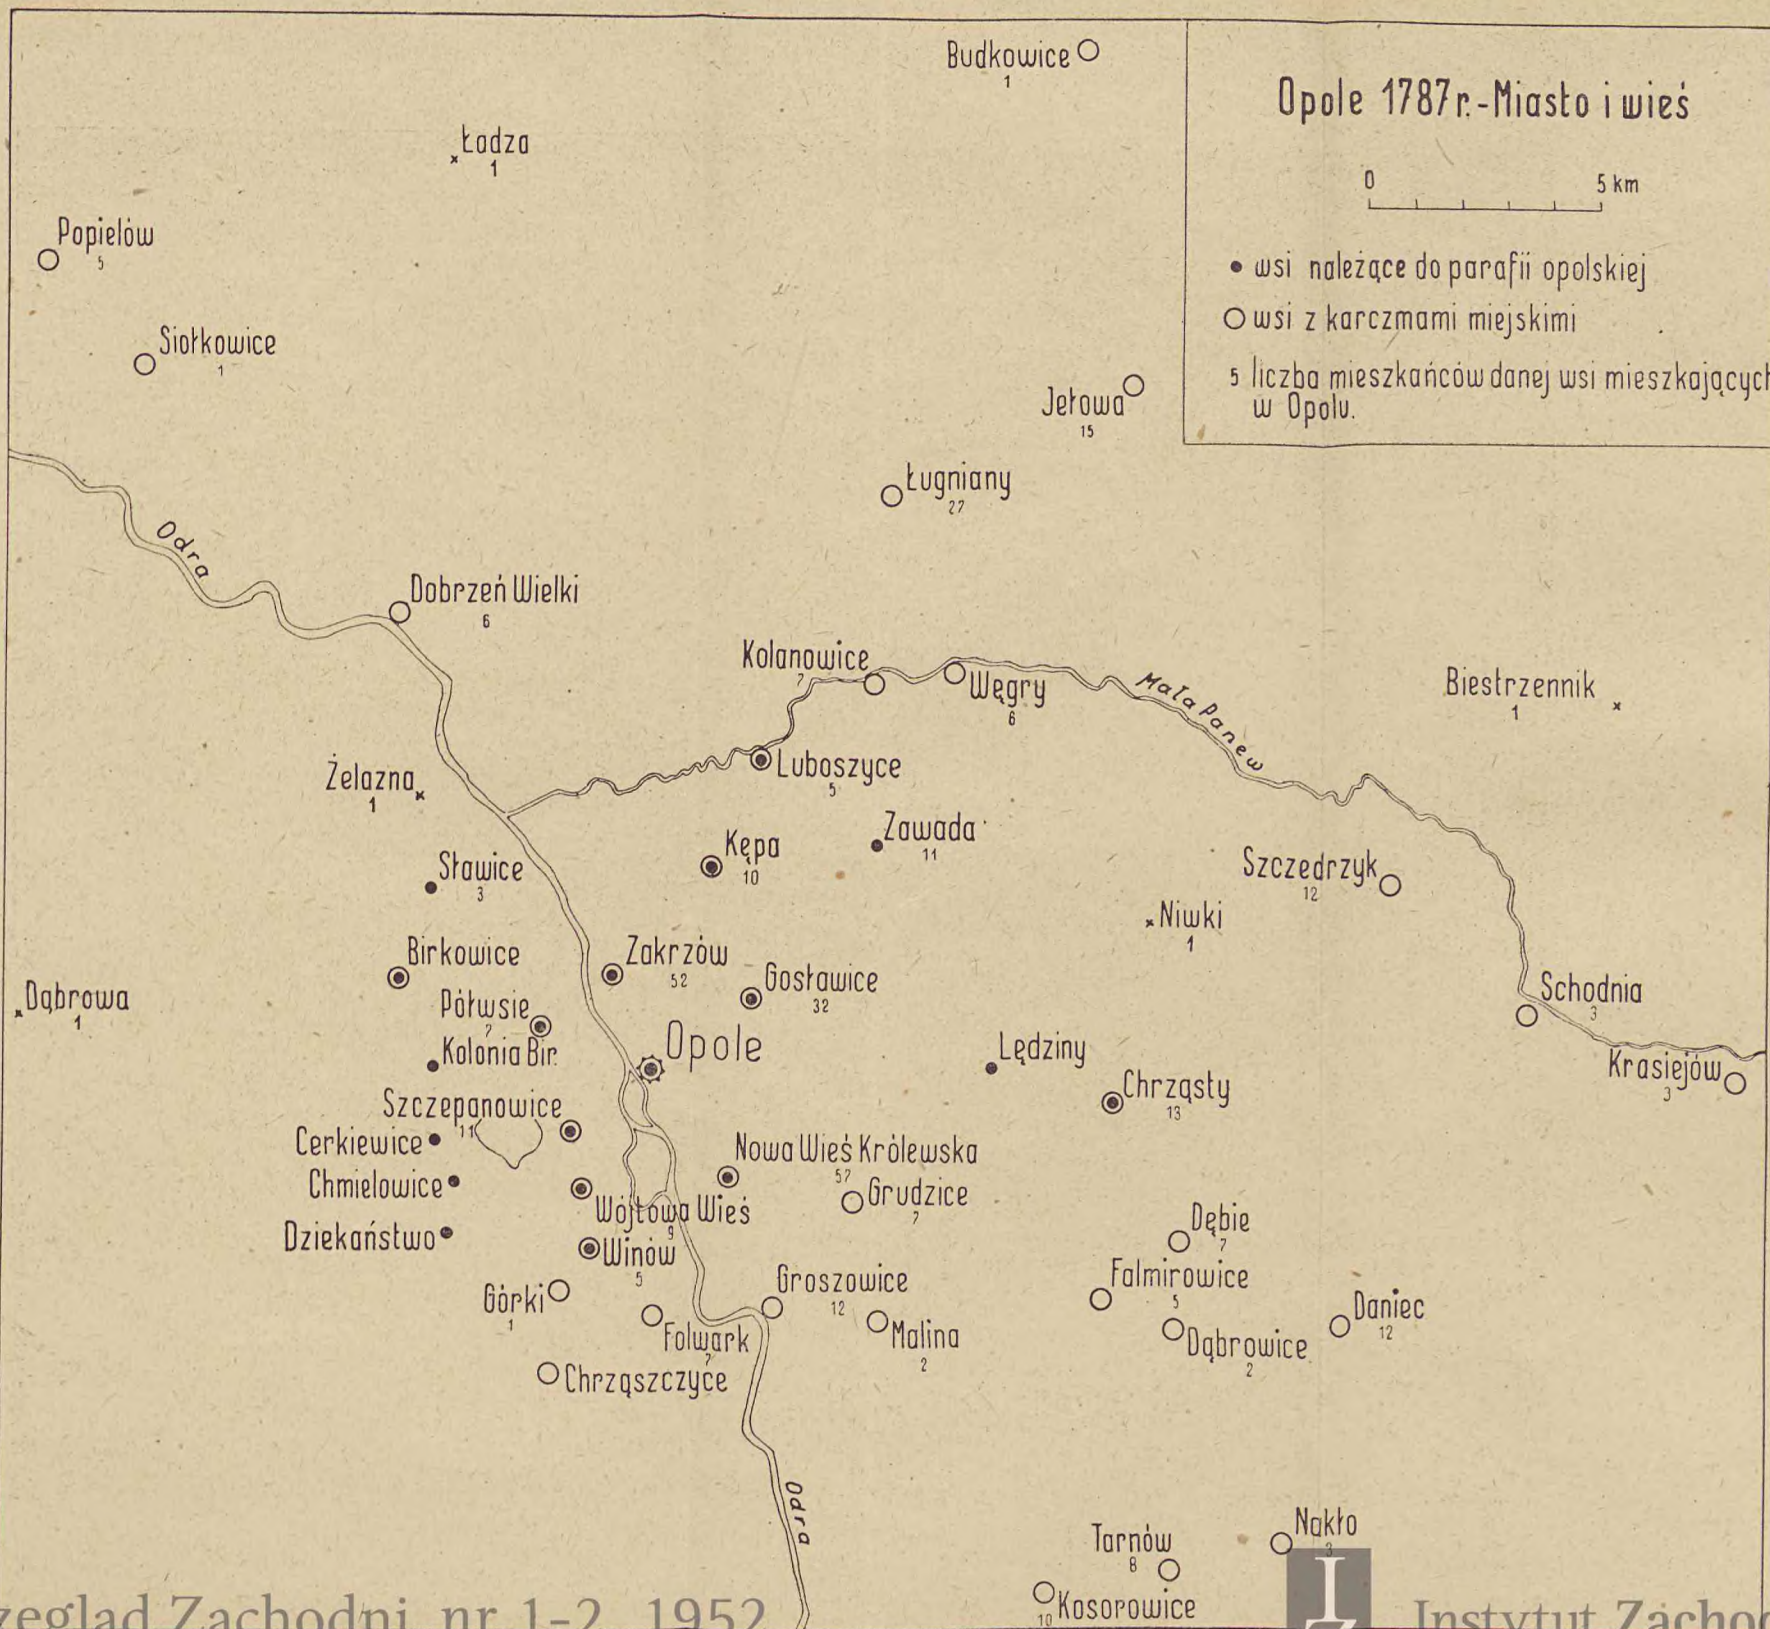 Budkowice
1
Opole 1787r.-Miasto i wieś
0 5 km
• wsi należące do parafii opolskiej
wsi z karczmami miejskimi
5 liczba mieszkańców danej wsi mieszkających
w Opolu.
Ładza
1
Popielów
5
Siołkowice
1
Jełowa
15
Ługniany
27
Odra
Dobrzeń Wielki
6
Kolanowice
7
Węgry
6
Mała Panew
Biestrzennik
1
Luboszyce
5
Żelazna
1
Zawada
11
Kępa
10
Sławice
3
Szczedrzyk
12
Niwki
1
Birkowice
Zakrzów
52
Gosławice
32
Dąbrowa
1
Półwsie
7
Schodnia
3
Opole
Kolonia Bir.
Lędziny
Krasiejów
3
Chrząsty
13
Szczepanowice
11
Cerkiewice
Nowa Wieś Królewska
57
Chmielowice
Grudzice
7
Wójtowa Wieś
9
Dębie
7
Dziekaństwo
Winów
5
Falmirowice
5
Górki
1
Groszowice
12
Daniec
12
Folwark
7
Malina
2
Dąbrowice
2
Chrząszczyce
Odra
Nakło
3
Tarnów
8
Kosorowice
10
Zachodni, nr 1-2, 1952
Instytut